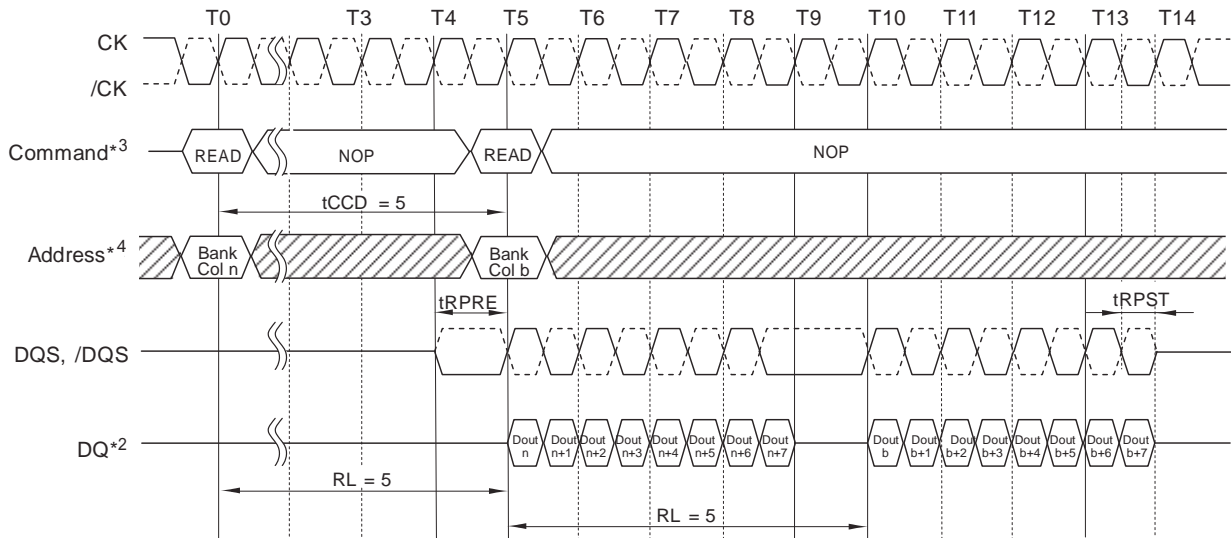 T0 T3 T4 T5 T6 T7 T8 T9 T10 T11 T12 T13 T14
CK
/CK
Command*3 READ NOP READ NOP
tCCD = 5
Address*4 Bank Col n Bank Col b
tRPRE tRPST
DQS, /DQS
DQ*2 Dout n Dout n+1 Dout n+2 Dout n+3 Dout n+4 Dout n+5 Dout n+6 Dout n+7 Dout b Dout b+1 Dout b+2 Dout b+3 Dout b+4 Dout b+5 Dout b+6 Dout b+7
RL = 5
RL = 5